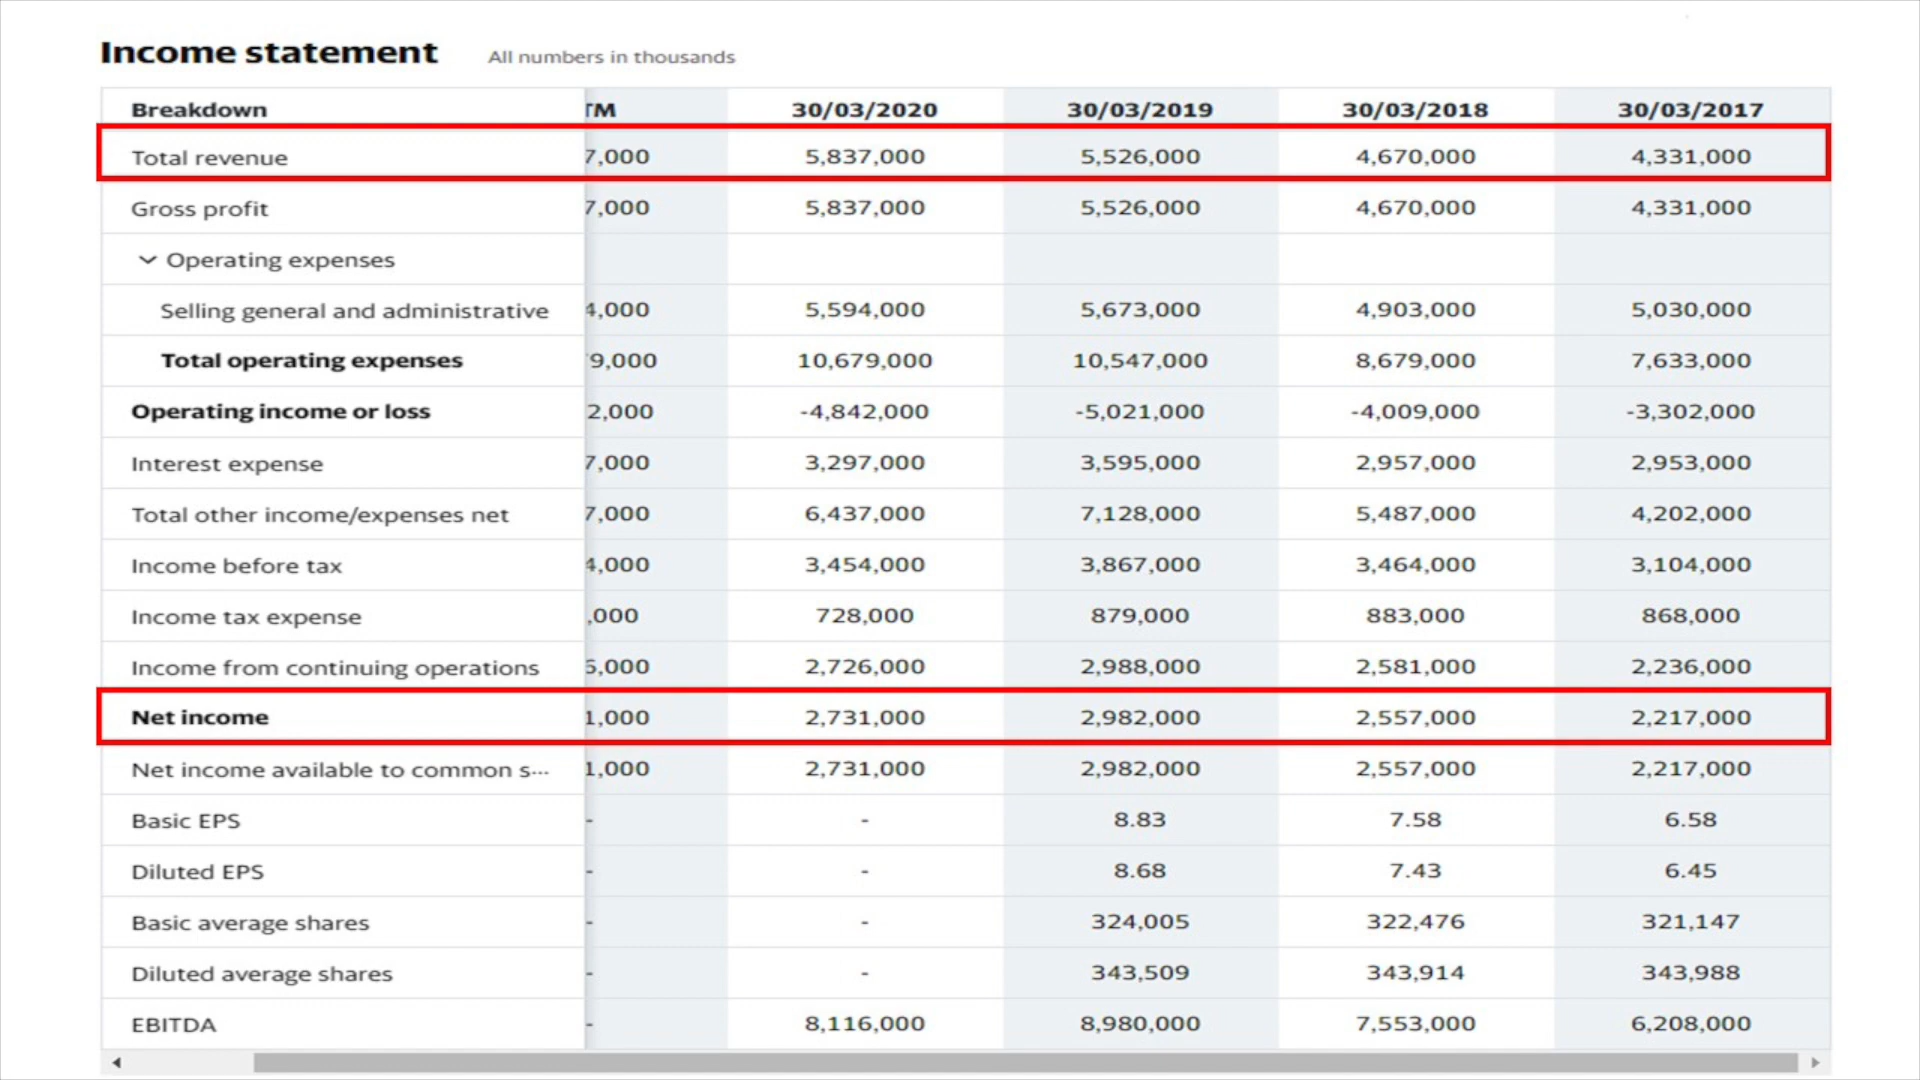 Income statement All numbers in thousands
Breakdown TM 30/03/2020 30/03/2019 30/03/2018 30/03/2017
Total revenue 7,000 5,837,000 5,526,000 4,670,000 4,331,000
Gross profit 7,000 5,837,000 5,526,000 4,670,000 4,331,000
Operating expenses
Selling general and administrative 4,000 5,594,000 5,673,000 4,903,000 5,030,000
Total operating expenses 9,000 10,679,000 10,547,000 8,679,000 7,633,000
Operating income or loss 2,000 -4,842,000 -5,021,000 -4,009,000 -3,302,000
Interest expense 7,000 3,297,000 3,595,000 2,957,000 2,953,000
Total other income/expenses net 7,000 6,437,000 7,128,000 5,487,000 4,202,000
Income before tax 4,000 3,454,000 3,867,000 3,464,000 3,104,000
Income tax expense ,000 728,000 879,000 883,000 868,000
Income from continuing operations ,000 2,726,000 2,988,000 2,581,000 2,236,000
Net income 1,000 2,731,000 2,982,000 2,557,000 2,217,000
Net income available to common s... 1,000 2,731,000 2,982,000 2,557,000 2,217,000
Basic EPS - - 8.83 7.58 6.58
Diluted EPS - - 8.68 7.43 6.45
Basic average shares - - 324,005 322,476 321,147
Diluted average shares - - 343,509 343,914 343,988
EBITDA - 8,116,000 8,980,000 7,553,000 6,208,000